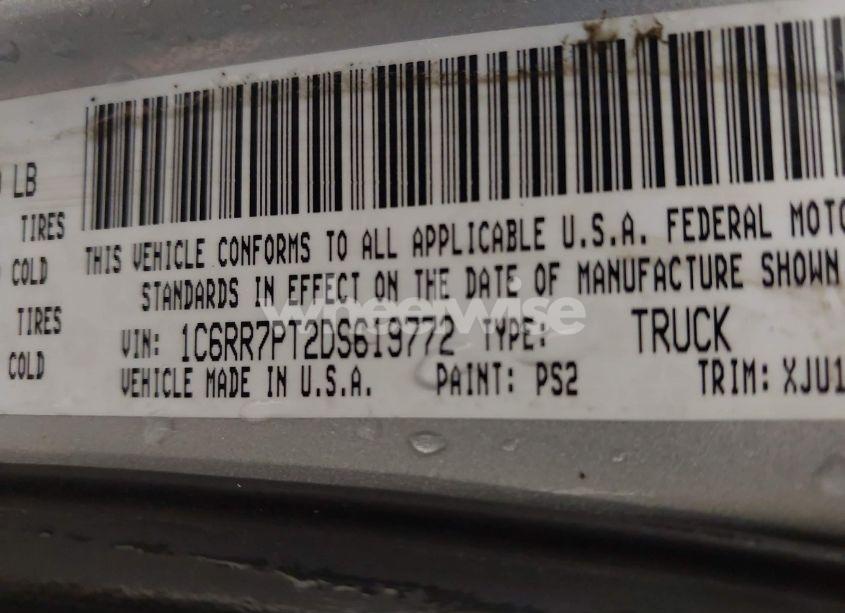 LB
TIRES
COLD
TIRES
COLD
THIS VEHICLE CONFORMS TO ALL APPLICABLE U.S.A. FEDERAL MOTO
STANDARDS IN EFFECT ON THE DATE OF MANUFACTURE SHOWN
wheelwise
VIN: 1C6RR7PT2DS619772 TYPE: TRUCK
VEHICLE MADE IN U.S.A. PAINT: PS2 TRIM: XJU1